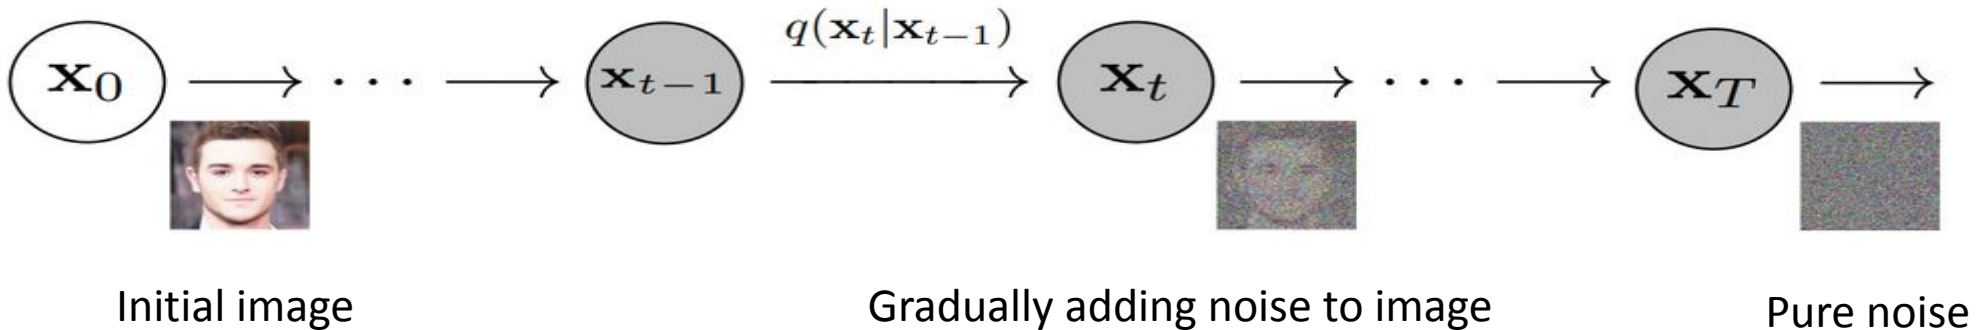 q(x_t|x_{t-1})
x_0 → ··· → x_{t-1} → x_t → ··· → x_T →
Initial image
Gradually adding noise to image
Pure noise